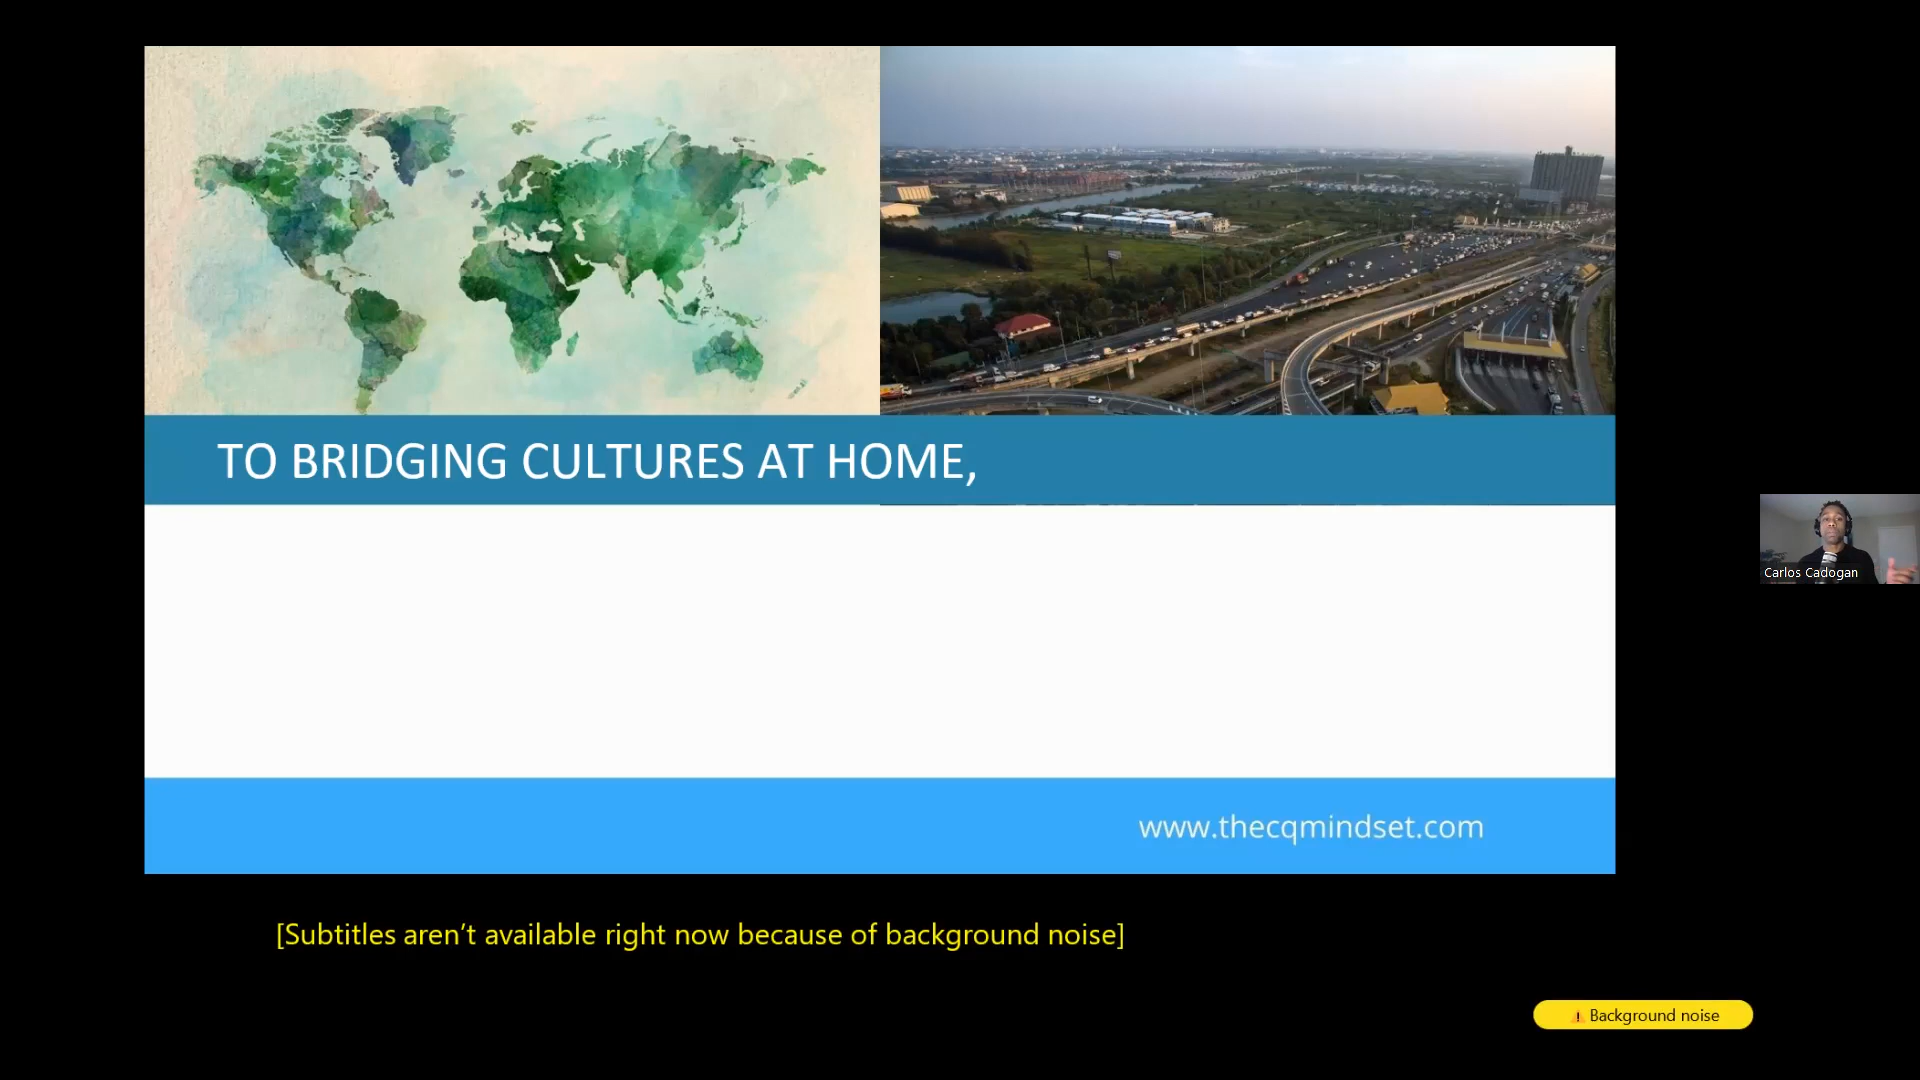 TO BRIDGING CULTURES AT HOME,
Carlos Cadogan
www.thecqmindset.com
[Subtitles aren’t available right now because of background noise]
Background noise